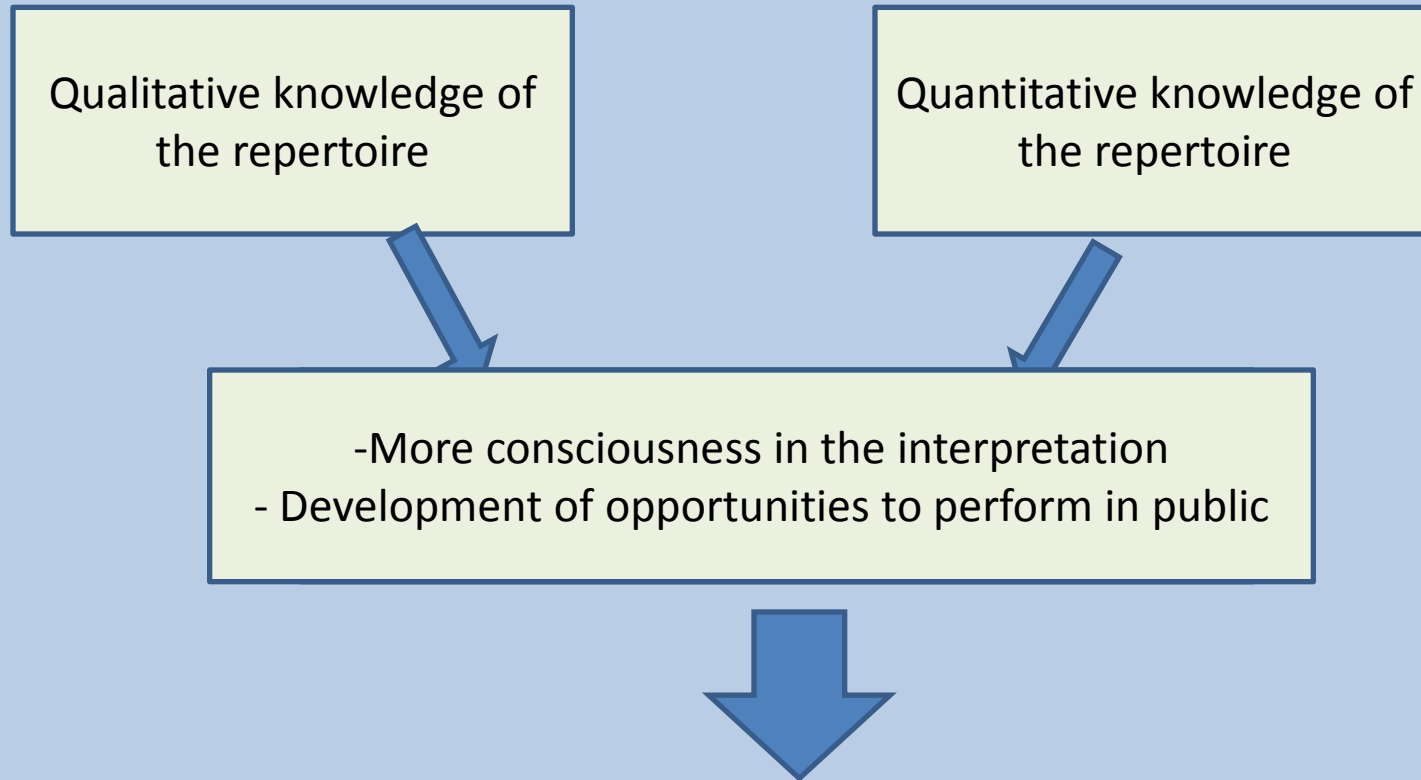 Qualitative knowledge of
the repertoire
Quantitative knowledge of
the repertoire
-More consciousness in the interpretation
- Development of opportunities to perform in public